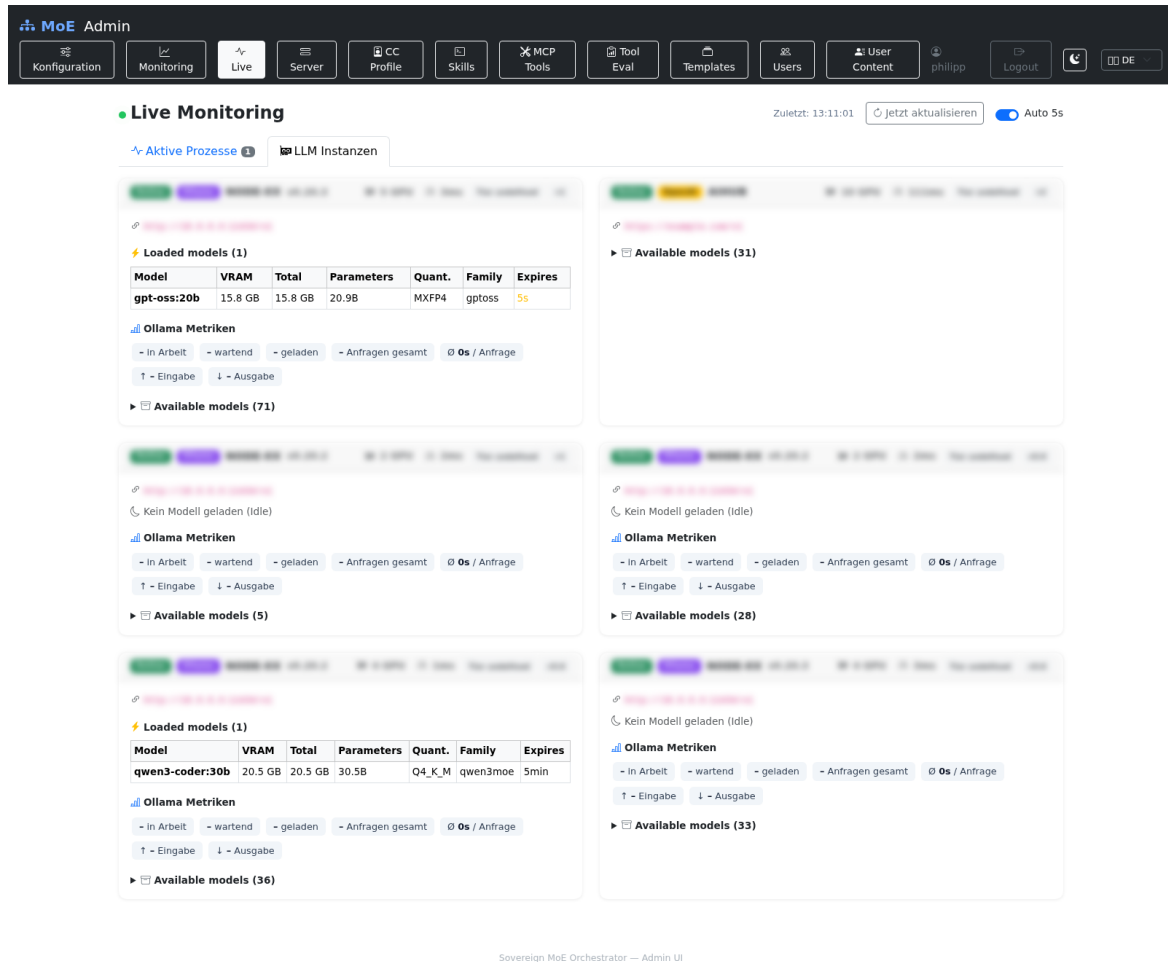 MoE Admin
Konfiguration
Monitoring
Live
Server
CC Profile
Skills
MCP Tools
Tool Eval
Templates
Users
User Content
philipp
Logout
DE
Live Monitoring
Zuletzt: 13:11:01
Jetzt aktualisieren
Auto 5s
Aktive Prozesse 1
LLM Instanzen
Loaded models (1)
Model VRAM Total Parameters Quant. Family Expires
gpt-oss:20b 15.8 GB 15.8 GB 20.9B MXFP4 gptoss 5s
Ollama Metriken
– in Arbeit – wartend – geladen – Anfragen gesamt Ø 0s / Anfrage
↑ – Eingabe ↓ – Ausgabe
Available models (71)
Available models (31)
Kein Modell geladen (Idle)
Ollama Metriken
– in Arbeit – wartend – geladen – Anfragen gesamt Ø 0s / Anfrage
↑ – Eingabe ↓ – Ausgabe
Available models (5)
Kein Modell geladen (Idle)
Ollama Metriken
– in Arbeit – wartend – geladen – Anfragen gesamt Ø 0s / Anfrage
↑ – Eingabe ↓ – Ausgabe
Available models (28)
Loaded models (1)
Model VRAM Total Parameters Quant. Family Expires
qwen3-coder:30b 20.5 GB 20.5 GB 30.5B Q4_K_M qwen3moe 5min
Ollama Metriken
– in Arbeit – wartend – geladen – Anfragen gesamt Ø 0s / Anfrage
↑ – Eingabe ↓ – Ausgabe
Available models (36)
Kein Modell geladen (Idle)
Ollama Metriken
– in Arbeit – wartend – geladen – Anfragen gesamt Ø 0s / Anfrage
↑ – Eingabe ↓ – Ausgabe
Available models (33)
Sovereign MoE Orchestrator — Admin UI